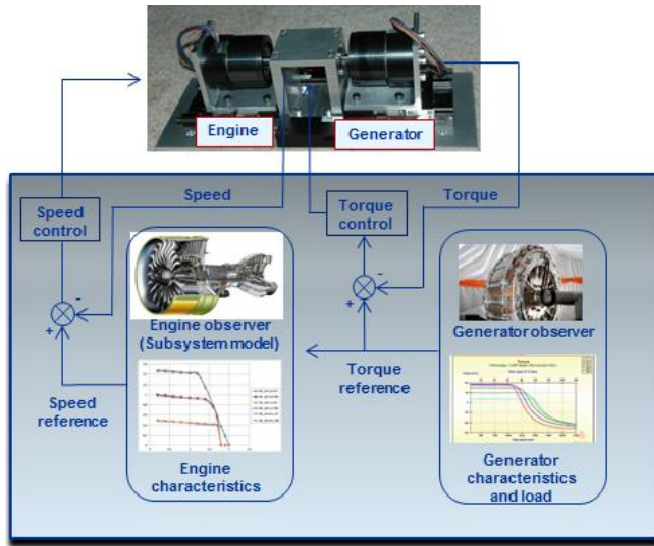 Engine
Generator
Speed
control
Speed
Torque
control
Torque
-
+
-
+
Engine observer
(Subsystem model)
Generator observer
Speed
reference
Torque
reference
Engine
characteristics
Generator
characteristics
and load